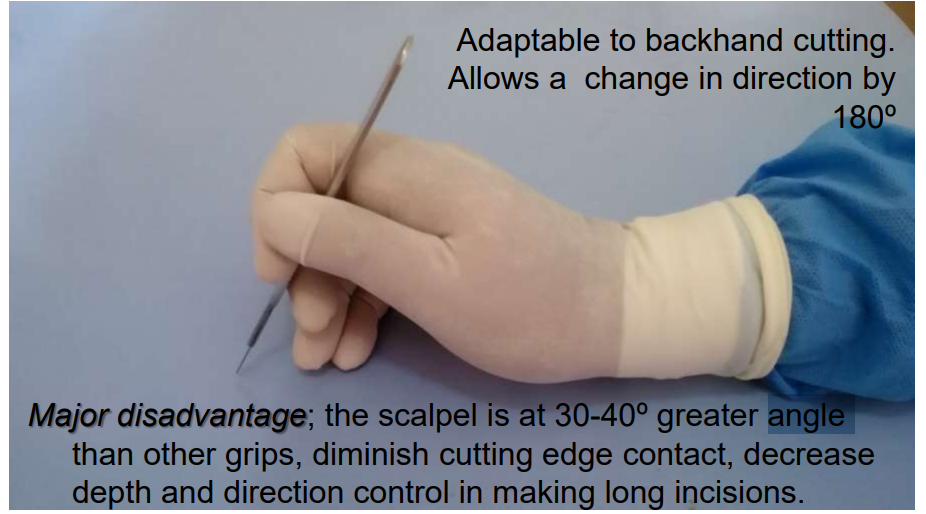 Adaptable to backhand cutting.
Allows a  change in direction by
180º
Major disadvantage; the scalpel is at 30-40º greater angle
than other grips, diminish cutting edge contact, decrease
depth and direction control in making long incisions.